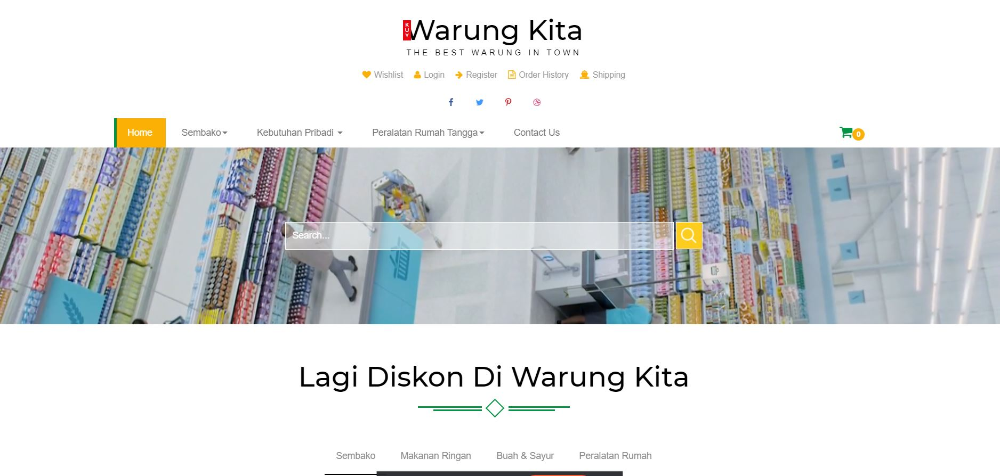 KUY
Warung Kita
THE BEST WARUNG IN TOWN
Wishlist Login Register Order History Shipping
Home Sembako Kebutuhan Pribadi Peralatan Rumah Tangga Contact Us 0
Search...
Lagi Diskon Di Warung Kita
Sembako Makanan Ringan Buah & Sayur Peralatan Rumah